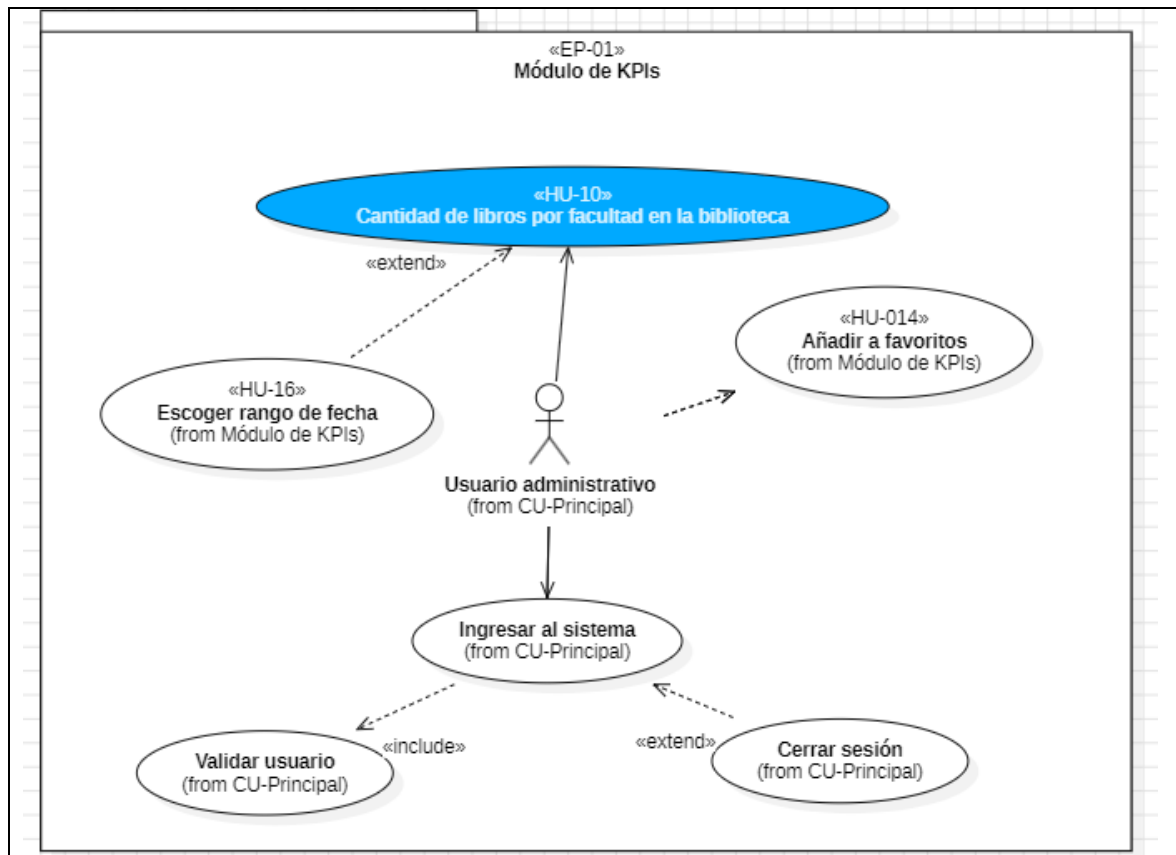 «EP-01»
Módulo de KPIs
«HU-10»
Cantidad de libros por facultad en la biblioteca
«extend»
«HU-014»
Añadir a favoritos
(from Módulo de KPIs)
«HU-16»
Escoger rango de fecha
(from Módulo de KPIs)
Usuario administrativo
(from CU-Principal)
Ingresar al sistema
(from CU-Principal)
«include»
«extend»
Validar usuario
(from CU-Principal)
Cerrar sesión
(from CU-Principal)